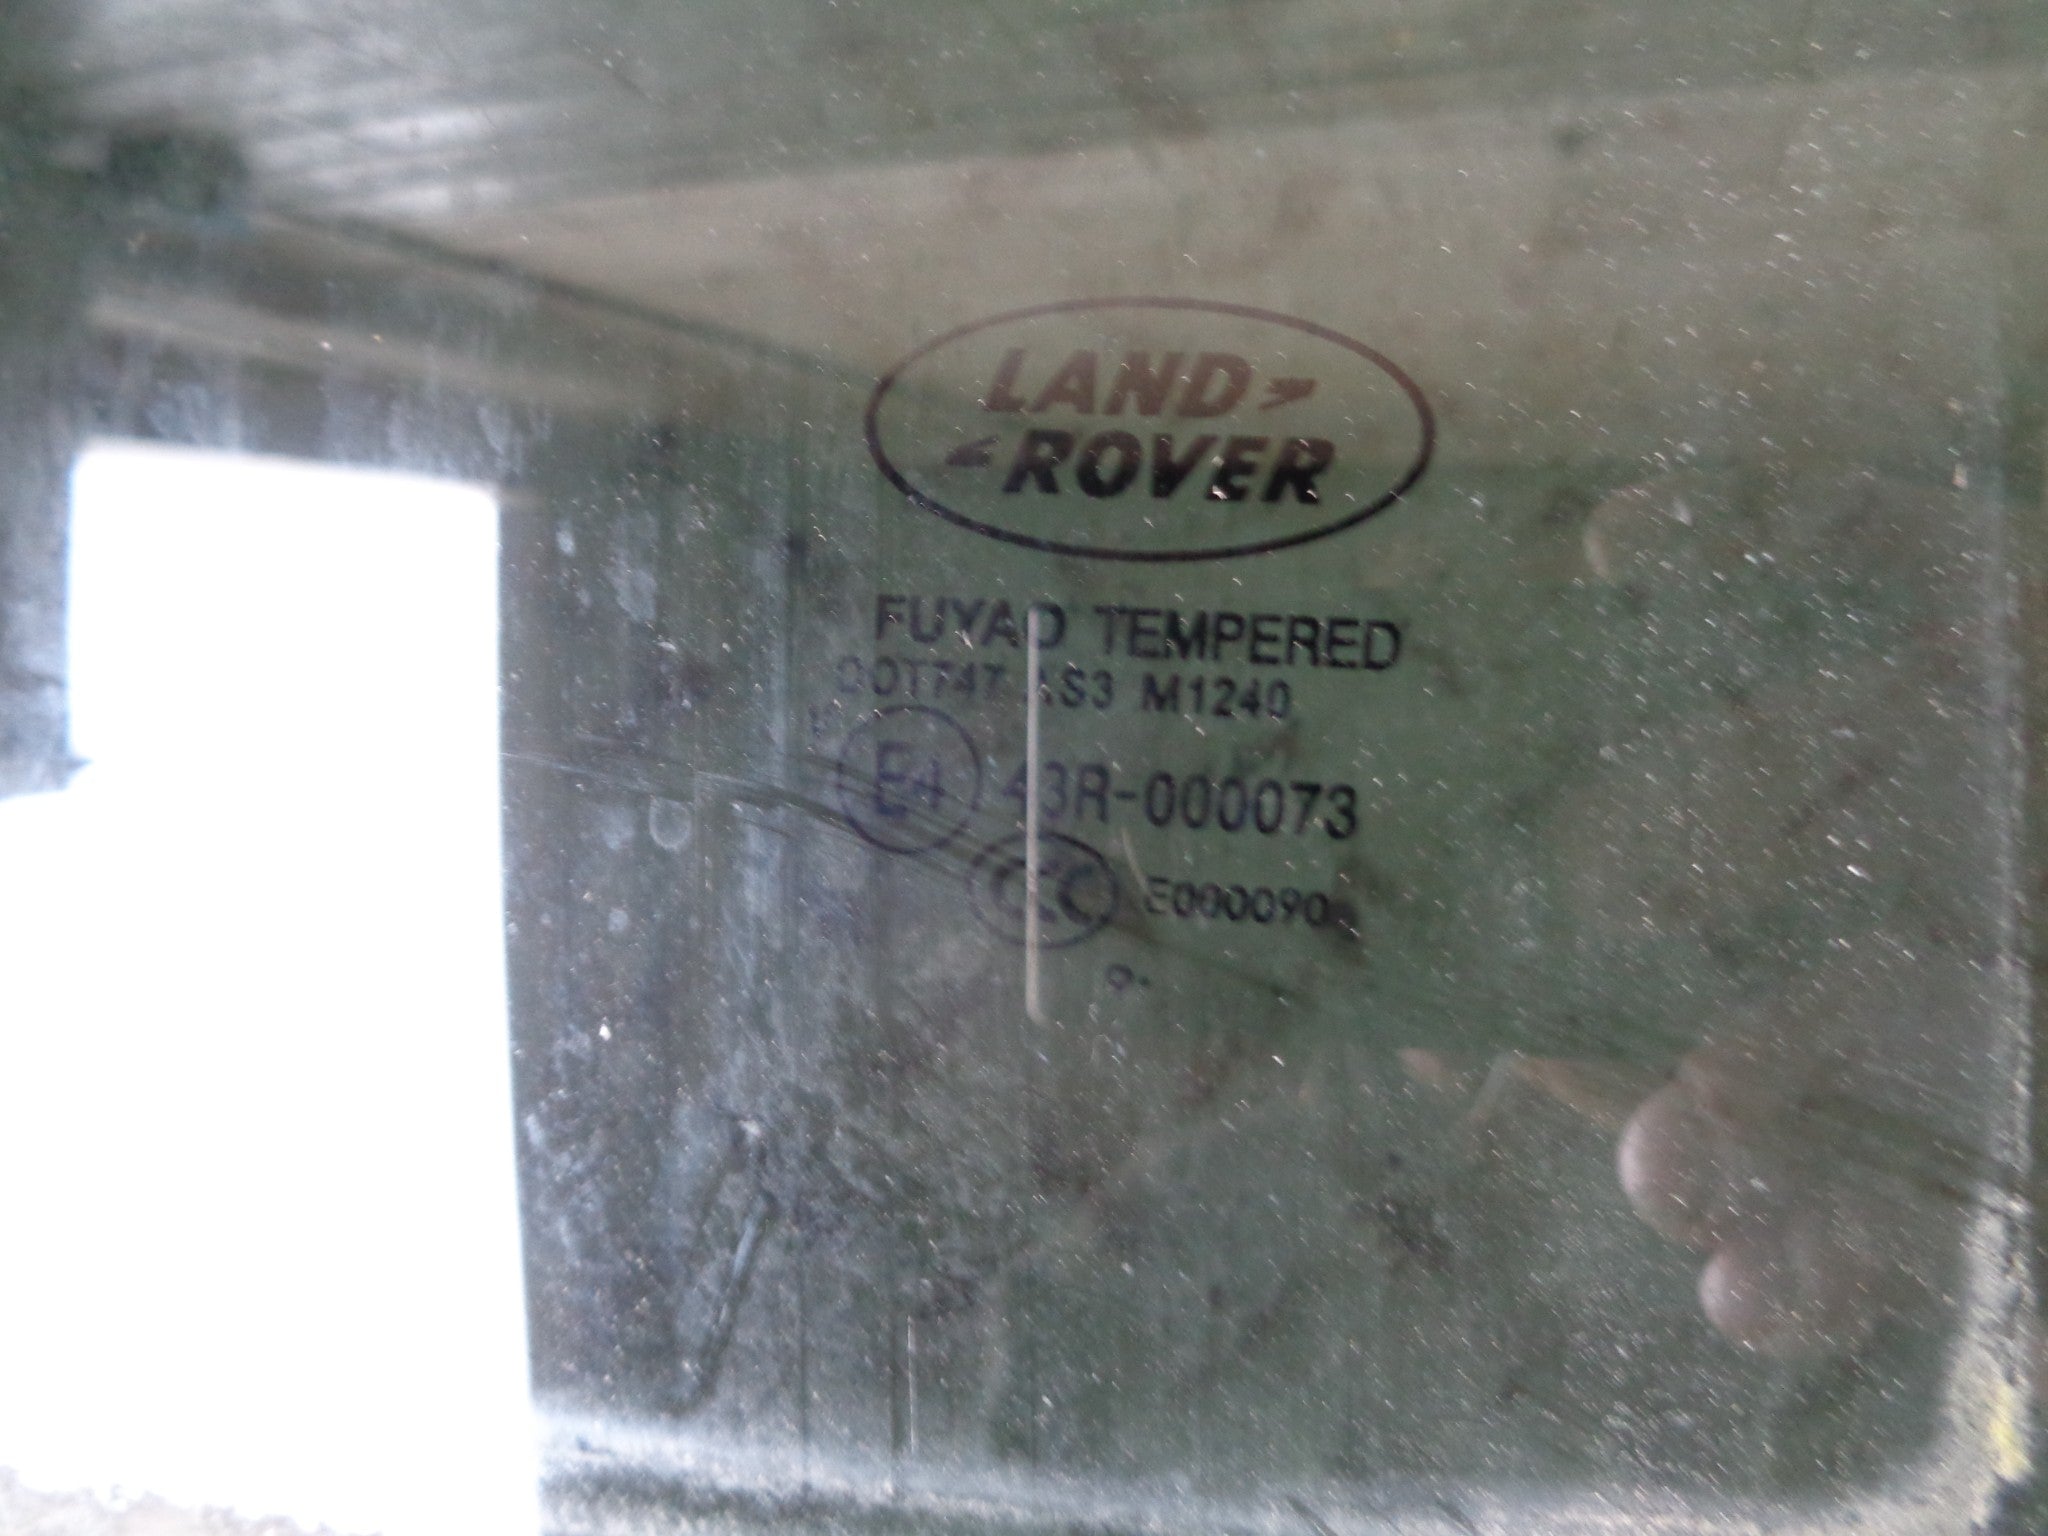 LAND
ROVER
FUYAO TEMPERED
DOT747 AS3 M1240
E4 43R-000073
CCC E000090